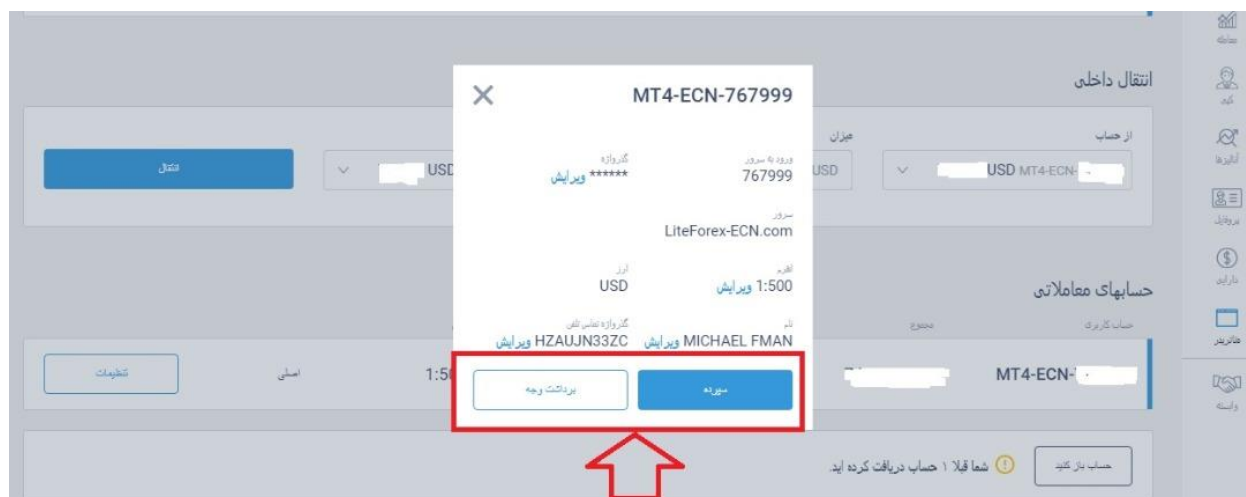 معامله
کپی
آنالیزها
پروفایل
دارایی
متاتریدر
وابسته
انتقال داخلی
از حساب
میزان
USD MT4-ECN-
USD
USD
انتقال
MT4-ECN-767999
ورود به سرور
گذرواژه
767999
****** ویرایش
سرور
LiteForex-ECN.com
اهرم
ارز
1:500 ویرایش
USD
نام
گذرواژه تماس تلفن
MICHAEL FMAN ویرایش
HZAUJN33ZC ویرایش
سپرده
برداشت وجه
حسابهای معاملاتی
حساب کاربری
مجموع
MT4-ECN-
1:50
اصلی
تنظیمات
حساب باز کنید
شما قبلا ۱ حساب دریافت کرده اید.